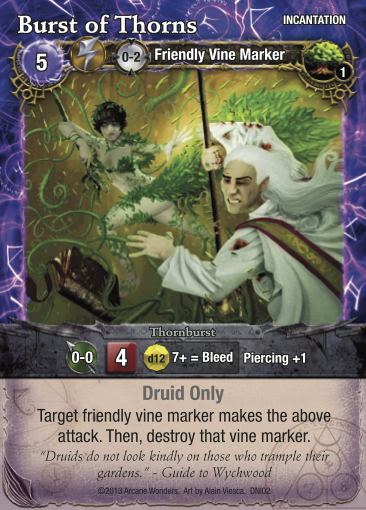 Burst of Thorns
INCANTATION
5
0-2
Friendly Vine Marker
1
Thornburst
0-0
4
d12
7+ = Bleed
Piercing +1
Druid Only
Target friendly vine marker makes the above
attack. Then, destroy that vine marker.
"Druids do not look kindly on those who trample their
gardens." - Guide to Wychwood
©2013 Arcane Wonders. Art by Alain Viesca. DNI02